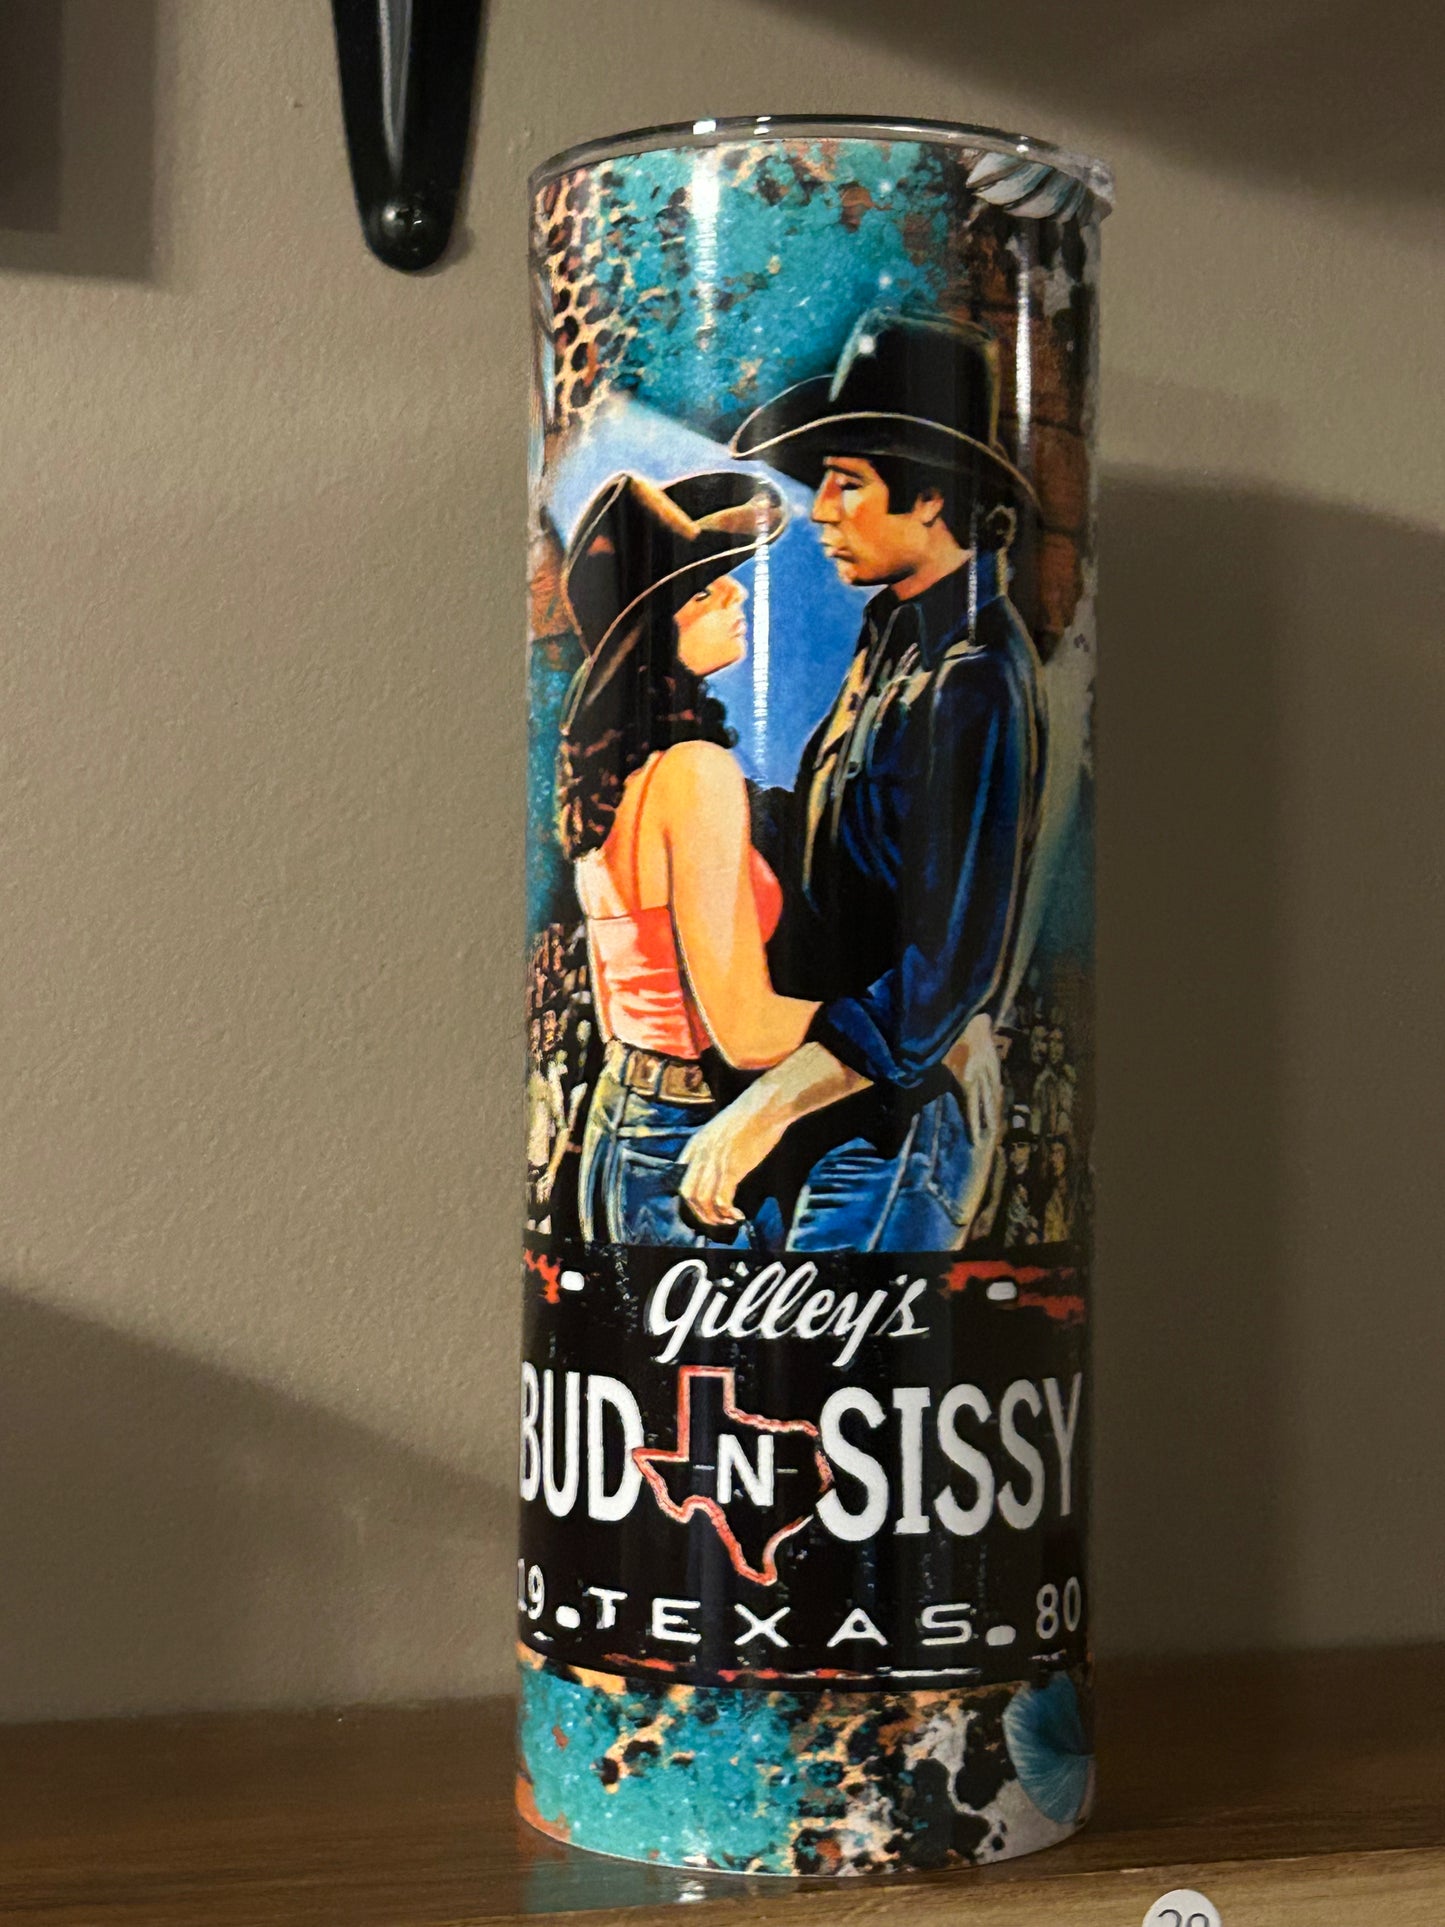 Gilley's
BUD N SISSY
19 TEXAS 80